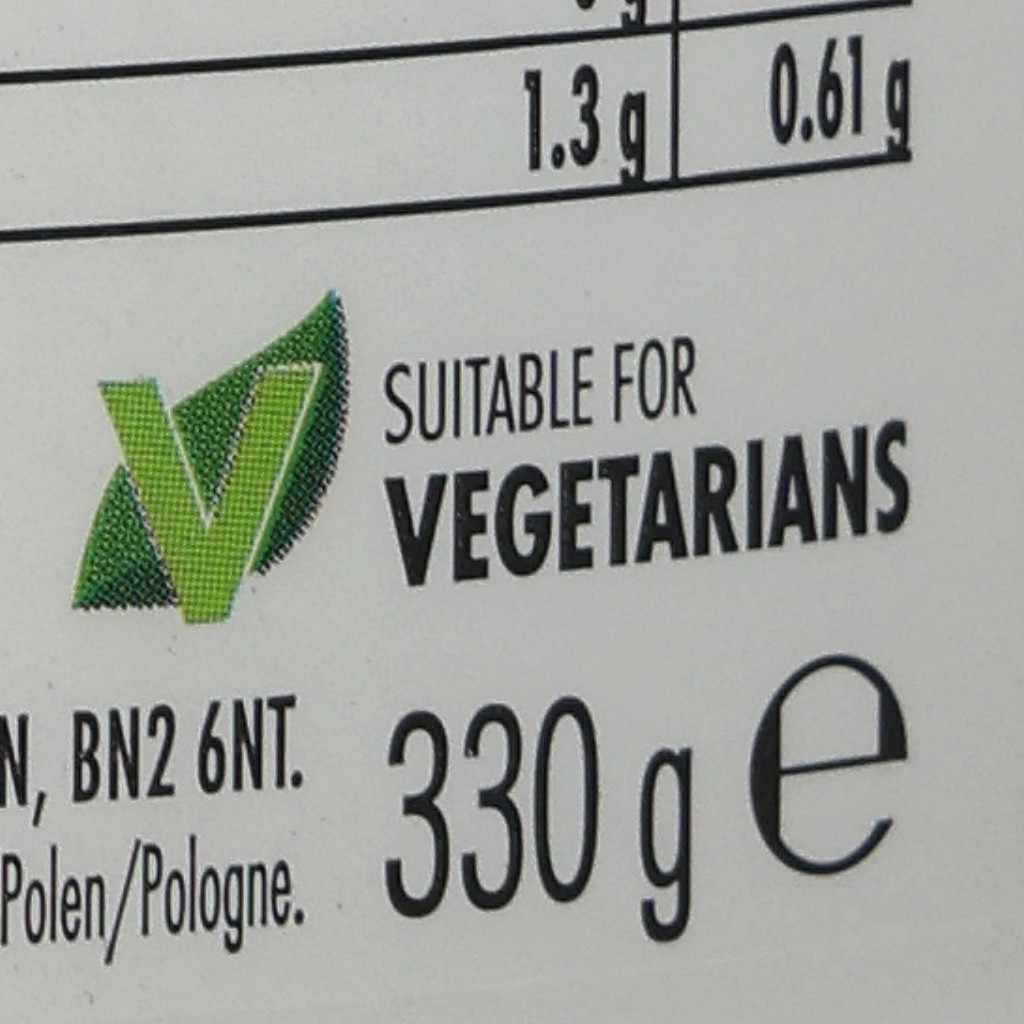 1.3 g 0.61 g
V
SUITABLE FOR
VEGETARIANS
N, BN2 6NT.
Polen/Pologne.
330 g e